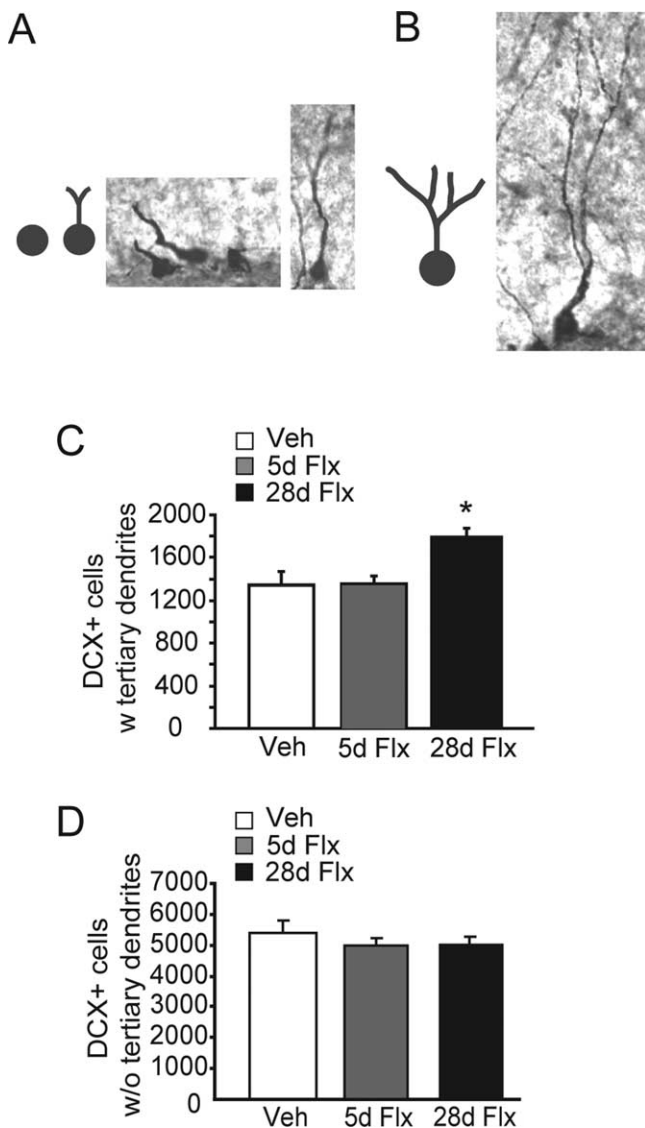 A
B
C
Veh
5d Flx
28d Flx
*
2000
1600
1200
800
400
0
DCX+ cells
w tertiary dendrites
Veh 5d Flx 28d Flx
D
Veh
5d Flx
28d Flx
7000
6000
5000
4000
3000
2000
1000
0
DCX+ cells
w/o tertiary dendrites
Veh 5d Flx 28d Flx